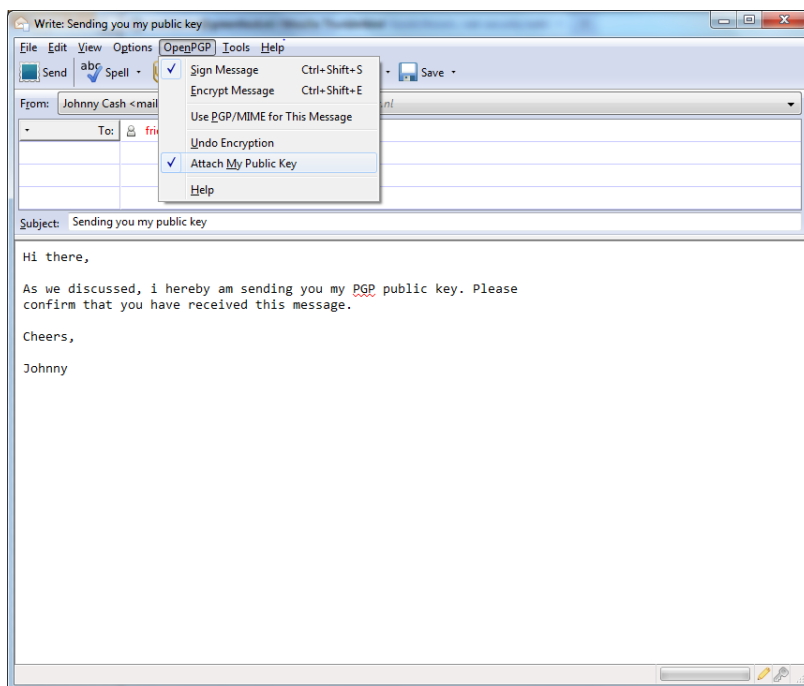 Write: Sending you my public key
File Edit View Options OpenPGP Tools Help
Send Spell Save
Sign Message Ctrl+Shift+S
Encrypt Message Ctrl+Shift+E
Use PGP/MIME for This Message
Undo Encryption
Attach My Public Key
Help
From: Johnny Cash <mail nl
To: frie
Subject: Sending you my public key
Hi there,
As we discussed, i hereby am sending you my PGP public key. Please
confirm that you have received this message.
Cheers,
Johnny